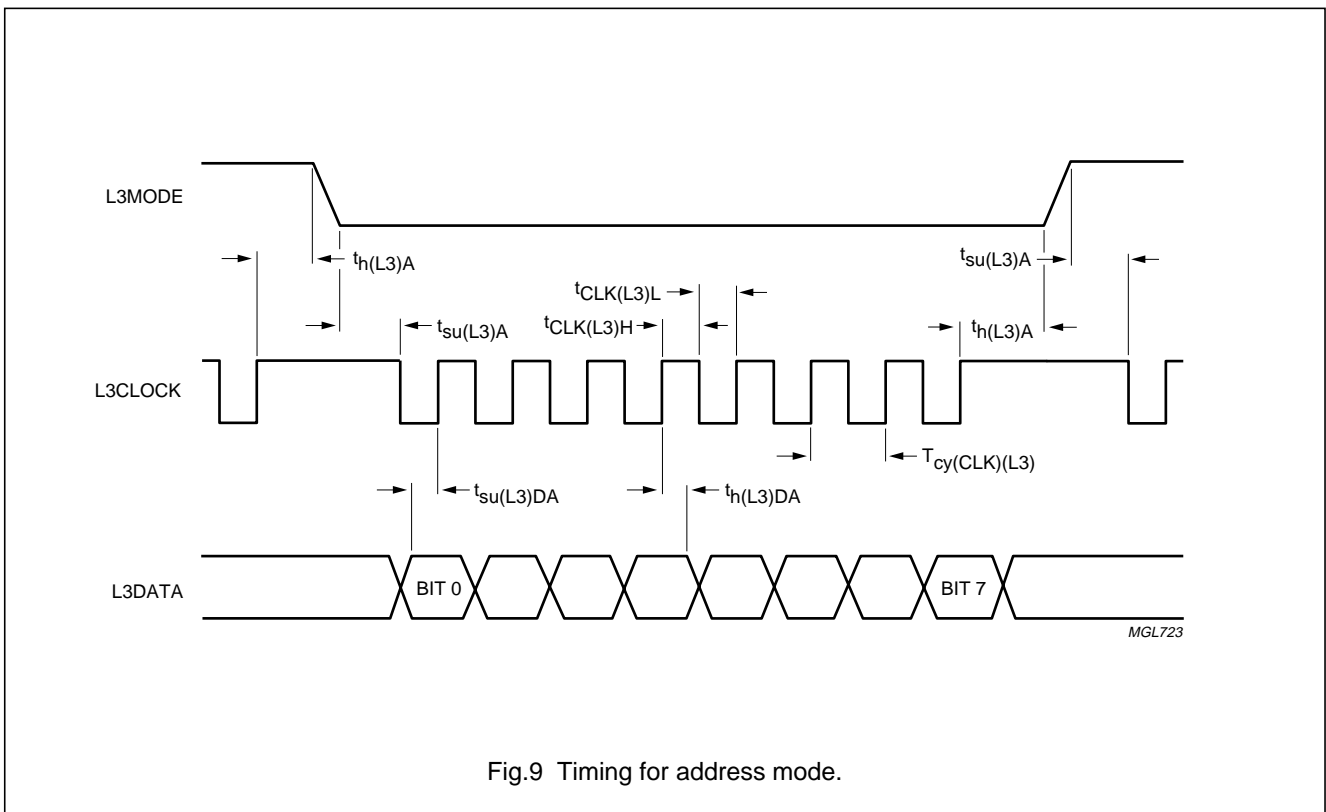 L3MODE
th(L3)A
tsu(L3)A
tCLK(L3)L
tsu(L3)A
tCLK(L3)H
th(L3)A
L3CLOCK
Tcy(CLK)(L3)
tsu(L3)DA
th(L3)DA
L3DATA
BIT 0
BIT 7
MGL723
Fig.9 Timing for address mode.